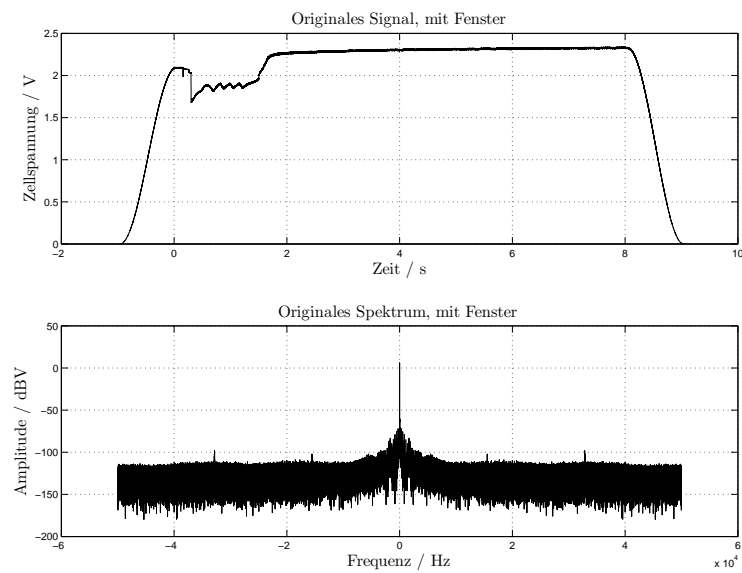 Originales Signal, mit Fenster
2.5
2
1.5
1
0.5
0
Zellspannung / V
−2 0 2 4 6 8 10
Zeit / s
Originales Spektrum, mit Fenster
50
0
−50
−100
−150
−200
Amplitude / dBV
−6 −4 −2 0 2 4 6
x 10⁴
Frequenz / Hz